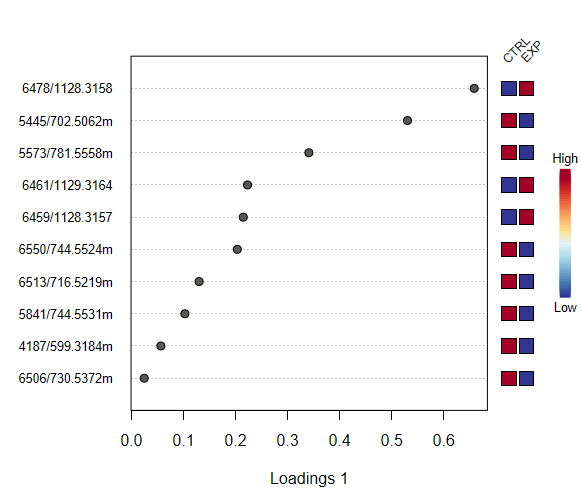 CTRL
EXP
6478/1128.3158
5445/702.5062m
5573/781.5558m
6461/1129.3164
6459/1128.3157
6550/744.5524m
6513/716.5219m
5841/744.5531m
4187/599.3184m
6506/730.5372m
High
Low
0.0 0.1 0.2 0.3 0.4 0.5 0.6
Loadings 1